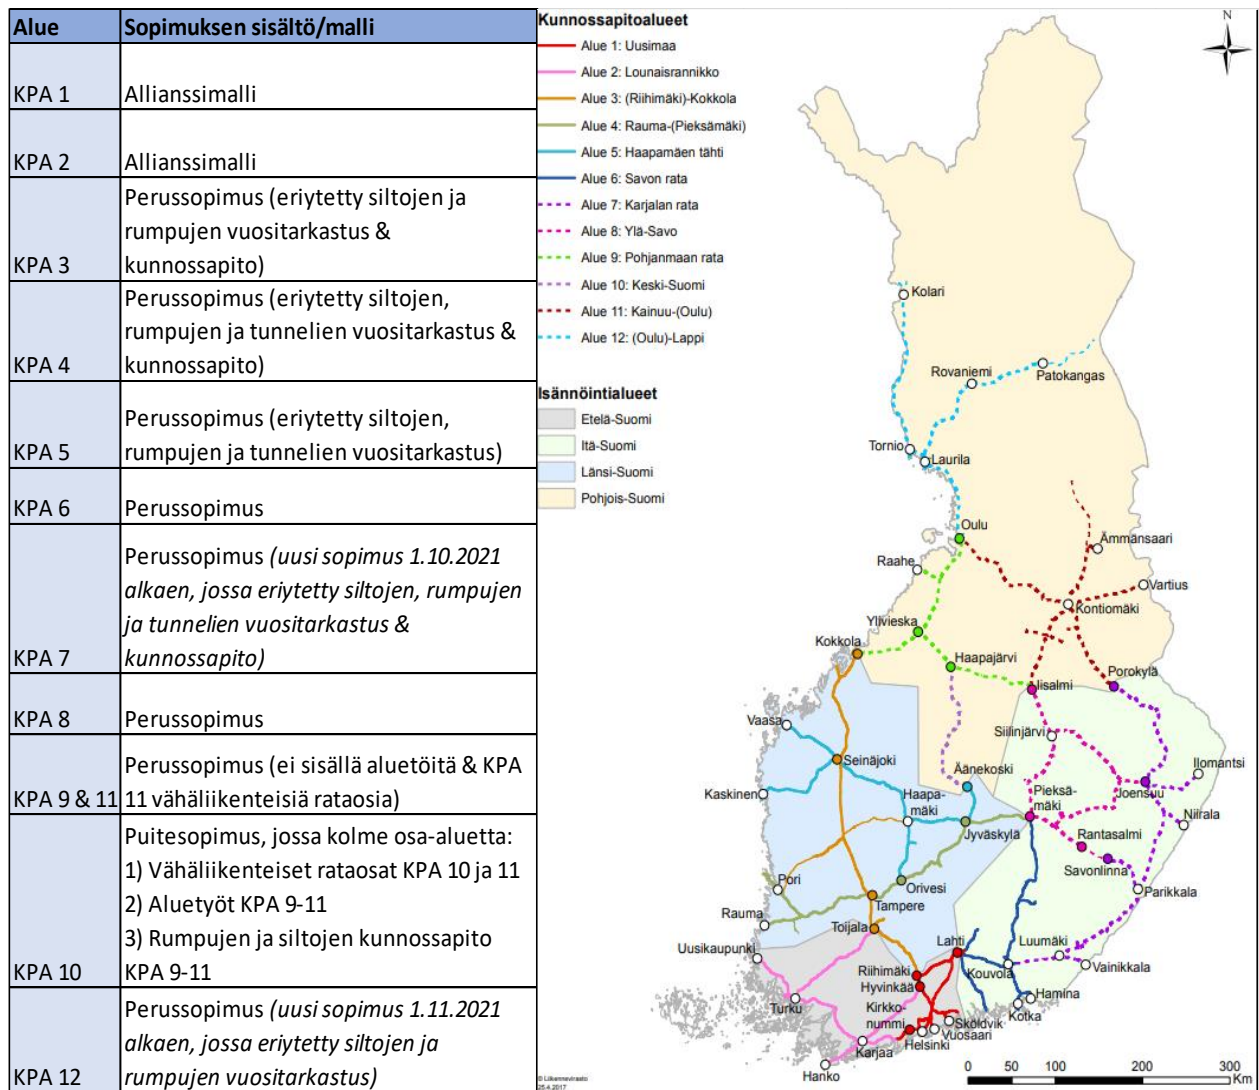 Alue Sopimuksen sisältö/malli
KPA 1 Allianssimalli
KPA 2 Allianssimalli
Perussopimus (eriytetty siltojen ja
rumpujen vuositarkastus &
KPA 3 kunnossapito)
Perussopimus (eriytetty siltojen,
rumpujen ja tunnelien vuositarkastus &
KPA 4 kunnossapito)
Perussopimus (eriytetty siltojen,
KPA 5 rumpujen ja tunnelien vuositarkastus)
KPA 6 Perussopimus
Perussopimus (uusi sopimus 1.10.2021
alkaen, jossa eriytetty siltojen, rumpujen
ja tunnelien vuositarkastus &
KPA 7 kunnossapito)
KPA 8 Perussopimus
Perussopimus (ei sisällä aluetöitä & KPA
KPA 9 & 11 11 vähäliikenteisiä rataosia)
Puitesopimus, jossa kolme osa-aluetta:
1) Vähäliikenteiset rataosat KPA 10 ja 11
2) Aluetyöt KPA 9-11
3) Rumpujen ja siltojen kunnossapito
KPA 10 KPA 9-11
Perussopimus (uusi sopimus 1.11.2021
alkaen, jossa eriytetty siltojen ja
KPA 12 rumpujen vuositarkastus)
Kunnossapitoalueet
Alue 1: Uusimaa
Alue 2: Lounaisrannikko
Alue 3: (Riihimäki)-Kokkola
Alue 4: Rauma-(Pieksämäki)
Alue 5: Haapamäen tähti
Alue 6: Savon rata
Alue 7: Karjalan rata
Alue 8: Ylä-Savo
Alue 9: Pohjanmaan rata
Alue 10: Keski-Suomi
Alue 11: Kainuu-(Oulu)
Alue 12: (Oulu)-Lappi
Isännöintialueet
Etelä-Suomi
Itä-Suomi
Länsi-Suomi
Pohjois-Suomi
N
Kolari
Rovaniemi
Patokangas
Tornio
Laurila
Oulu
Ämmänsaari
Raahe
Vartius
Kontiomäki
Ylivieska
Kokkola
Haapajärvi
Iisalmi
Porokylä
Vaasa
Siilinjärvi
Seinäjoki
Ilomantsi
Äänekoski
Kaskinen
Haapa-
mäki
Pieksä-
mäki
Joensuu
Jyväskylä
Niirala
Rantasalmi
Savonlinna
Pori
Orivesi
Parikkala
Rauma
Tampere
Toijala
Uusikaupunki
Lahti
Luumäki
Kouvola
Vainikkala
Riihimäki
Hyvinkää
Hamina
Kotka
Turku
Kirkko-
nummi
Sköldvik
Vuosaari
Helsinki
Karjaa
Hanko
© Liikennevirasto
25.4.2017
0 50 100 200 300
Km